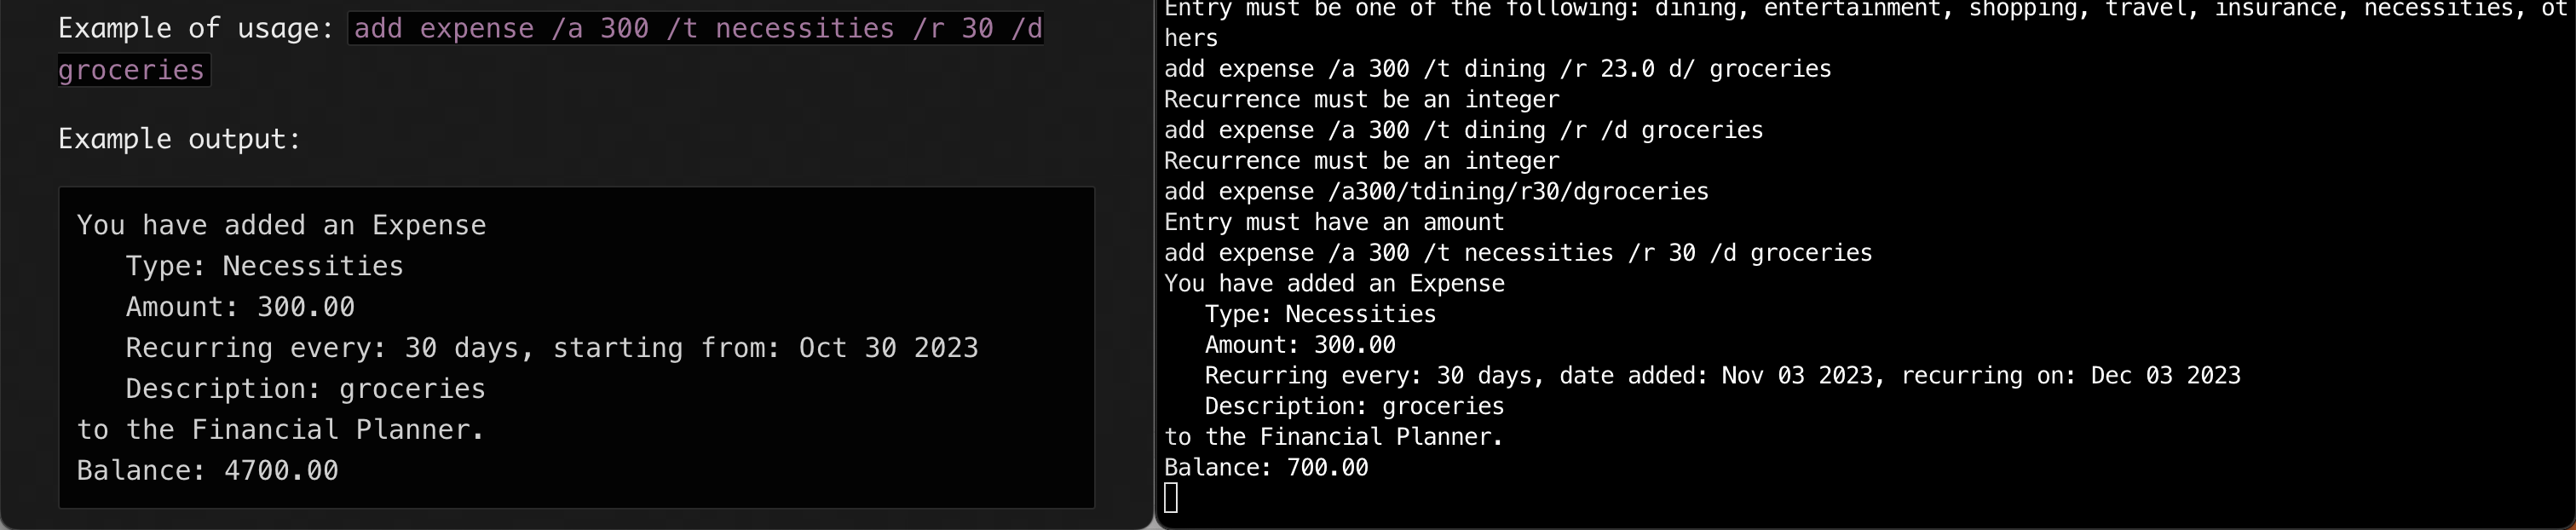 Example of usage: add expense /a 300 /t necessities /r 30 /d
groceries
Example output:
You have added an Expense
   Type: Necessities
   Amount: 300.00
   Recurring every: 30 days, starting from: Oct 30 2023
   Description: groceries
to the Financial Planner.
Balance: 4700.00
Entry must be one of the following: dining, entertainment, shopping, travel, insurance, necessities, ot
hers
add expense /a 300 /t dining /r 23.0 d/ groceries
Recurrence must be an integer
add expense /a 300 /t dining /r /d groceries
Recurrence must be an integer
add expense /a300/tdining/r30/dgroceries
Entry must have an amount
add expense /a 300 /t necessities /r 30 /d groceries
You have added an Expense
   Type: Necessities
   Amount: 300.00
   Recurring every: 30 days, date added: Nov 03 2023, recurring on: Dec 03 2023
   Description: groceries
to the Financial Planner.
Balance: 700.00